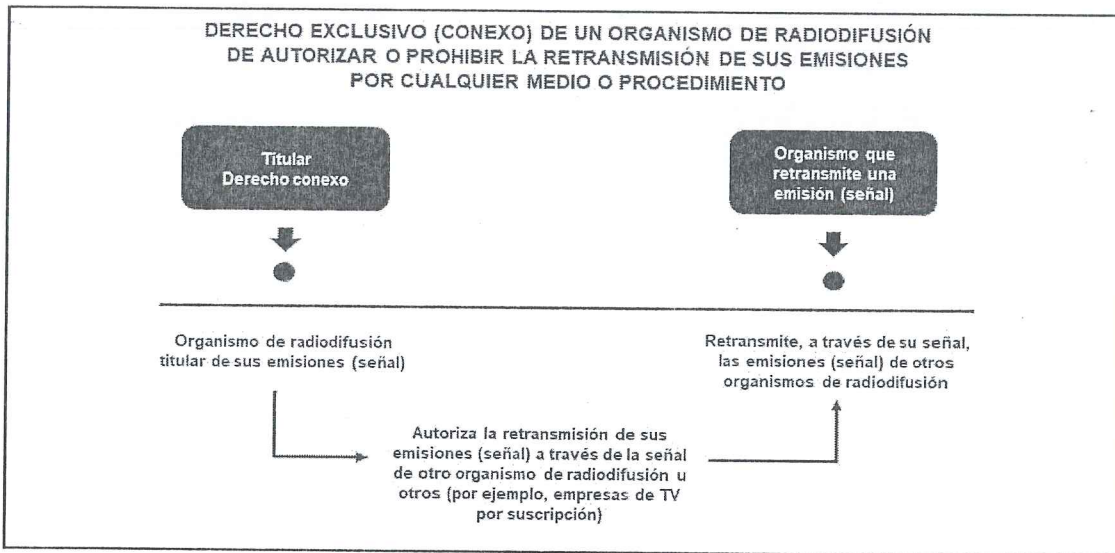 DERECHO EXCLUSIVO (CONEXO) DE UN ORGANISMO DE RADIODIFUSIÓN
DE AUTORIZAR O PROHIBIR LA RETRANSMISIÓN DE SUS EMISIONES
POR CUALQUIER MEDIO O PROCEDIMIENTO
Titular
Derecho conexo
Organismo que
retransmite una
emisión (señal)
Organismo de radiodifusión
titular de sus emisiones (señal)
Retransmite, a través de su señal,
las emisiones (señal) de otros
organismos de radiodifusión
Autoriza la retransmisión de sus
emisiones (señal) a través de la señal
de otro organismo de radiodifusión u
otros (por ejemplo, empresas de TV
por suscripción)